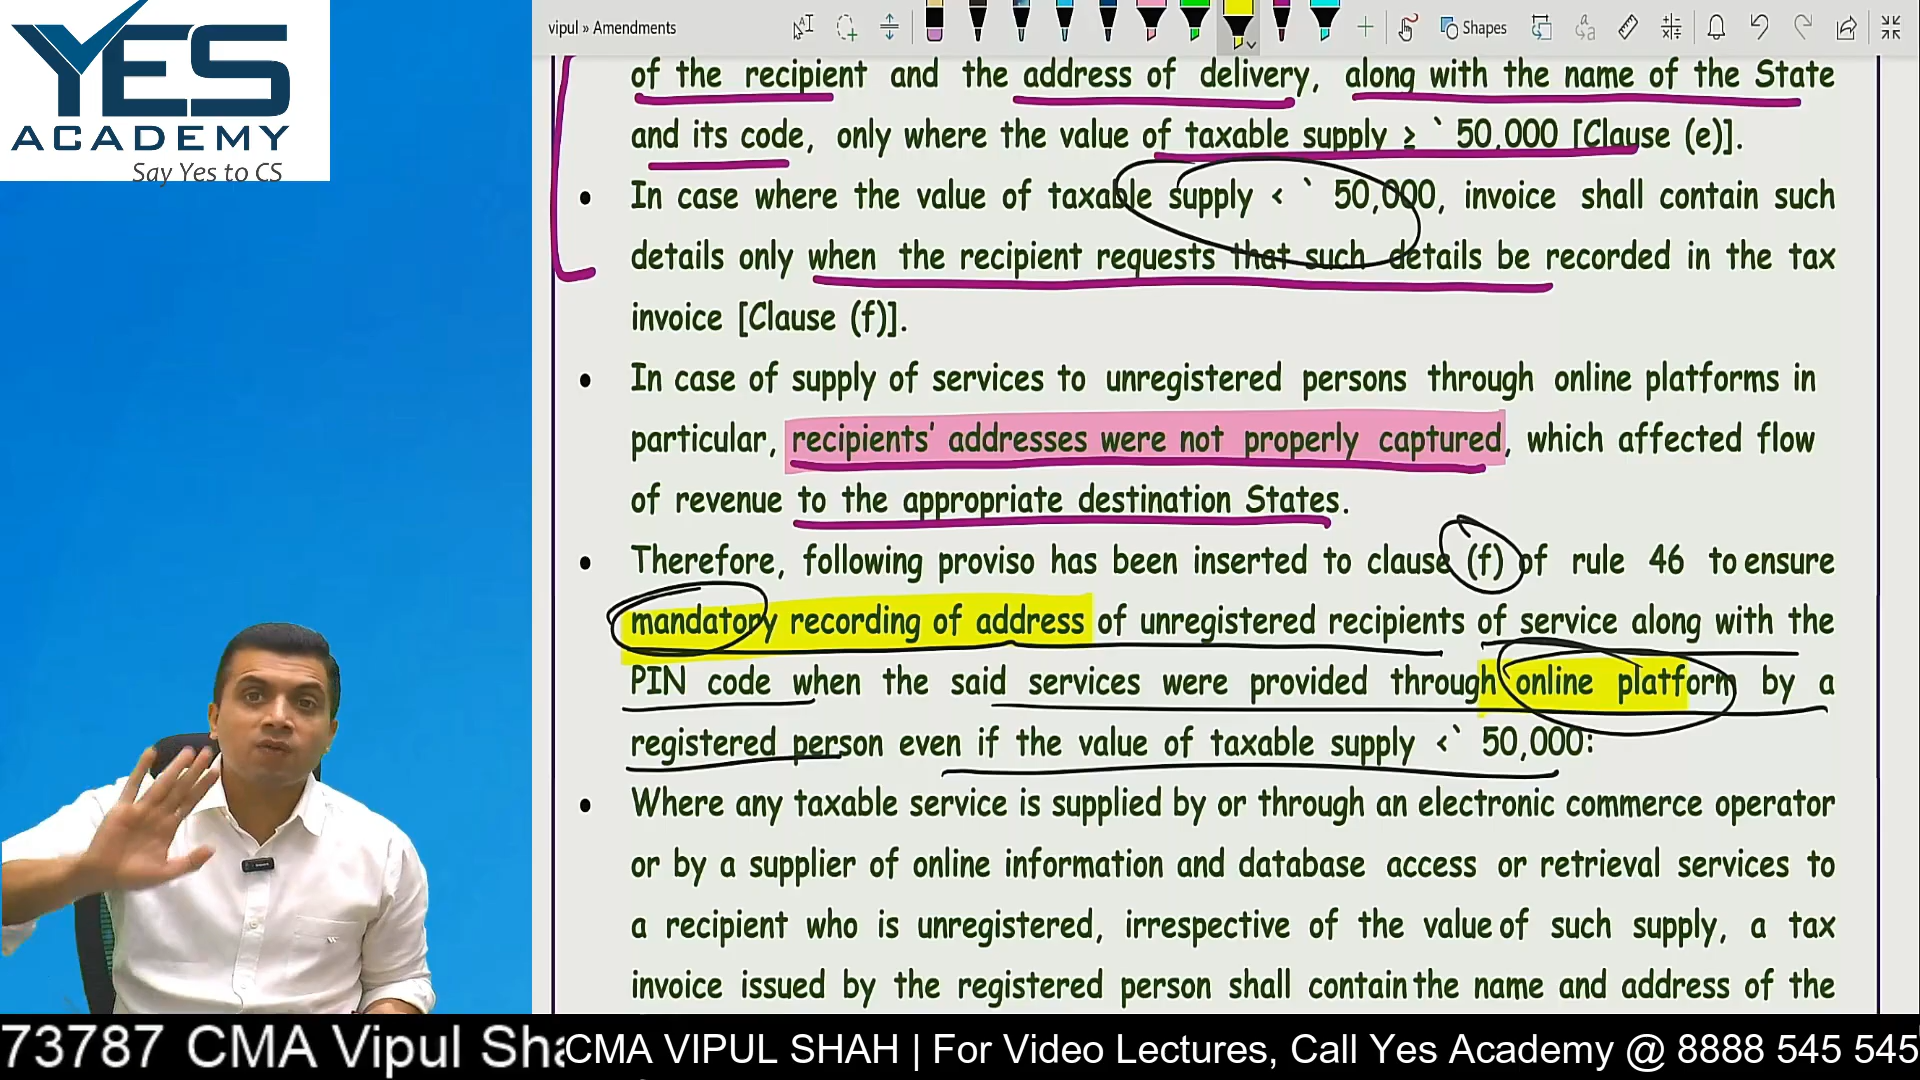 YES
ACADEMY
Say Yes to CS
vipul » Amendments
Shapes
of the recipient and the address of delivery, along with the name of the State
and its code, only where the value of taxable supply ≥ ` 50,000 [Clause (e)].
• In case where the value of taxable supply < ` 50,000, invoice shall contain such
details only when the recipient requests that such details be recorded in the tax
invoice [Clause (f)].
• In case of supply of services to unregistered persons through online platforms in
particular, recipients' addresses were not properly captured, which affected flow
of revenue to the appropriate destination States.
• Therefore, following proviso has been inserted to clause (f) of rule 46 to ensure
mandatory recording of address of unregistered recipients of service along with the
PIN code when the said services were provided through online platform by a
registered person even if the value of taxable supply <` 50,000:
• Where any taxable service is supplied by or through an electronic commerce operator
or by a supplier of online information and database access or retrieval services to
a recipient who is unregistered, irrespective of the value of such supply, a tax
invoice issued by the registered person shall contain the name and address of the
73787 CMA Vipul Sha
CMA VIPUL SHAH | For Video Lectures, Call Yes Academy @ 8888 545 545